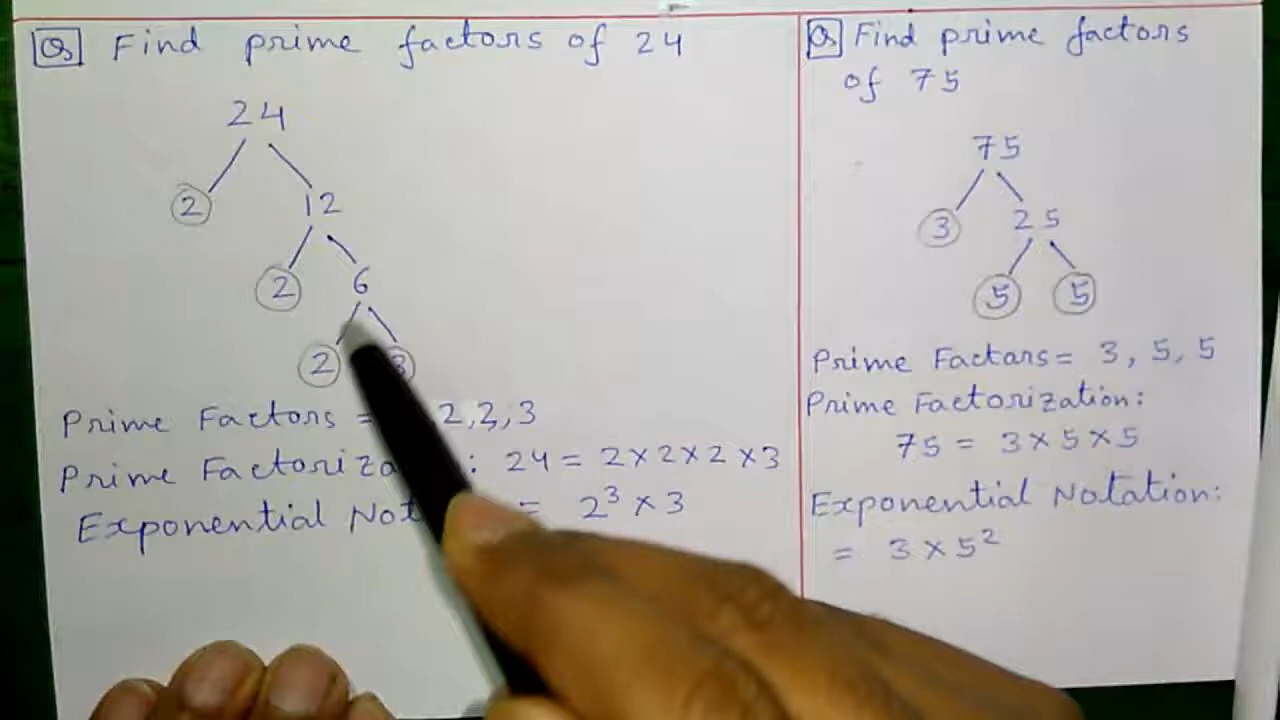 Q Find prime factors of 24
24
2 12
2 6
2
Prime Factors = 2,2,3
Prime : 24 = 2×2×2×3
Exponential = 2³×3
Q Find prime factors
of 75
75
3 25
5 5
Prime Factors = 3, 5, 5
Prime Factorization:
75 = 3×5×5
Exponential Notation:
= 3×5²